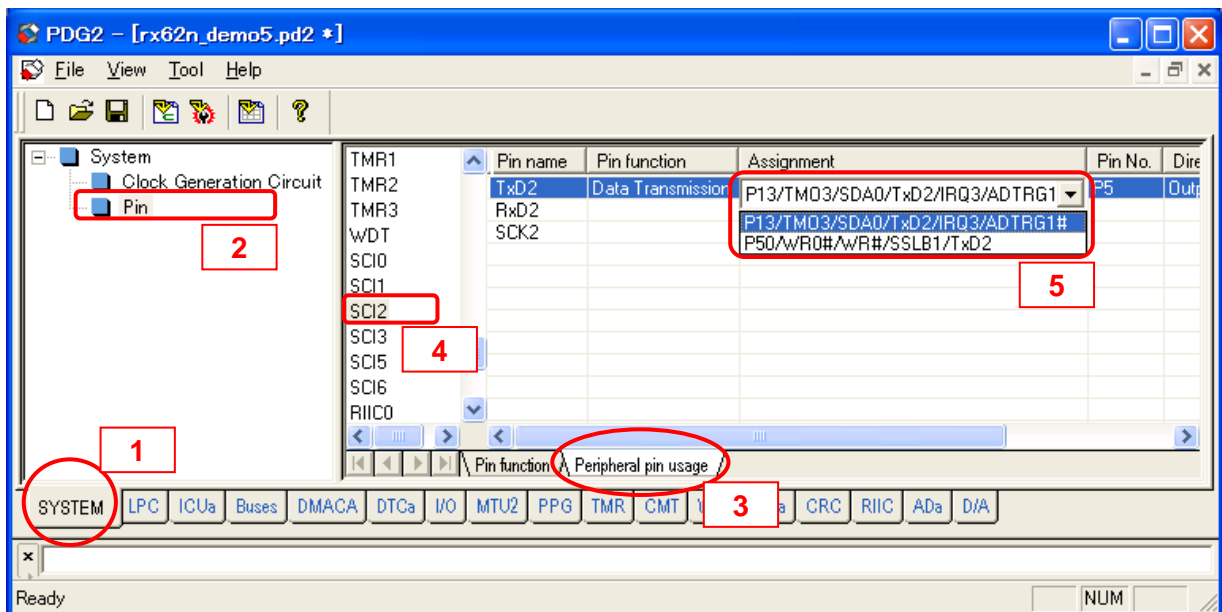 PDG2 - [rx62n_demo5.pd2 *]
File View Tool Help
System
Clock Generation Circuit
Pin
2
TMR1
TMR2
TMR3
WDT
SCI0
SCI1
SCI2
SCI3
SCI5
SCI6
RIIC0
4
Pin name Pin function Assignment Pin No. Dire
TxD2 Data Transmission P13/TMO3/SDA0/TxD2/IRQ3/ADTRG1 P5 Outp
RxD2 P13/TMO3/SDA0/TxD2/IRQ3/ADTRG1#
SCK2 P50/WR0#/WR#/SSLB1/TxD2
5
1
Pin function Peripheral pin usage
3
SYSTEM LPC ICUa Buses DMACA DTCa I/O MTU2 PPG TMR CMT CRC RIIC ADa D/A
Ready NUM